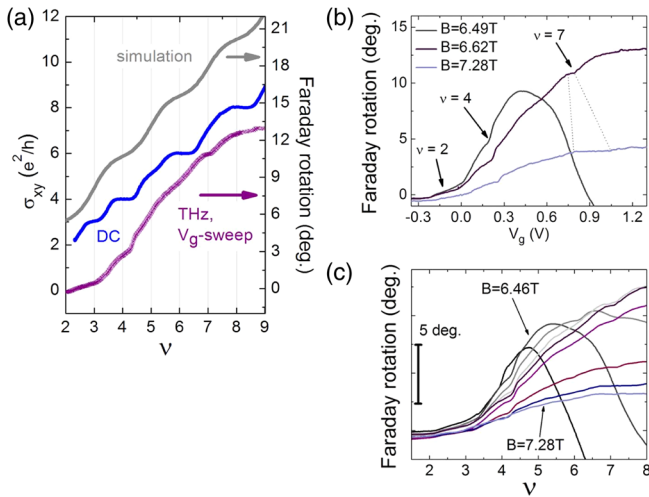 (a)
simulation
DC
THz,
Vg-sweep
σxy (e²/h)
12
10
8
6
4
2
0
21
18
15
12
9
6
3
0
Faraday rotation (deg.)
2 3 4 5 6 7 8 9
ν
(b)
B=6.49T
B=6.62T
B=7.28T
ν = 7
ν = 4
ν = 2
Faraday rotation (deg.)
15
10
5
0
-0.3 0.0 0.3 0.6 0.9 1.2
Vg (V)
(c)
B=6.46T
5 deg.
B=7.28T
Faraday rotation (deg.)
2 3 4 5 6 7 8
ν